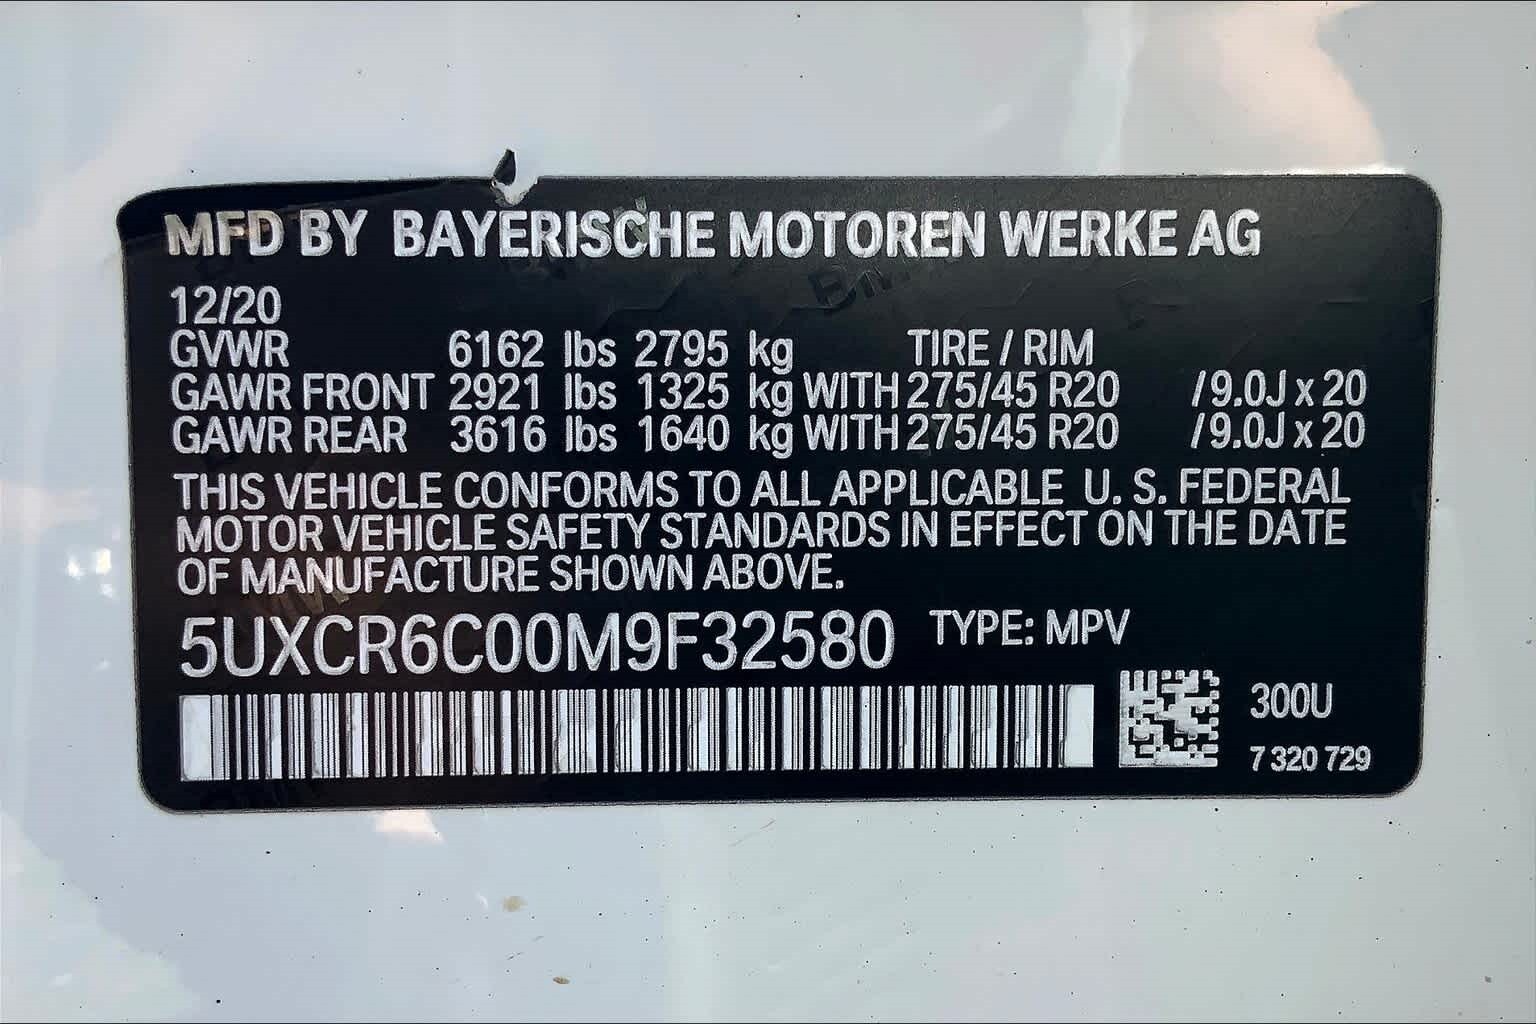 MFD BY BAYERISCHE MOTOREN WERKE AG
12/20
GVWR 6162 lbs 2795 kg TIRE / RIM
GAWR FRONT 2921 lbs 1325 kg WITH 275/45 R20 / 9.0J x 20
GAWR REAR 3616 lbs 1640 kg WITH 275/45 R20 / 9.0J x 20
THIS VEHICLE CONFORMS TO ALL APPLICABLE U. S. FEDERAL
MOTOR VEHICLE SAFETY STANDARDS IN EFFECT ON THE DATE
OF MANUFACTURE SHOWN ABOVE.
5UXCR6C00M9F32580 TYPE: MPV
300U
7 320 729